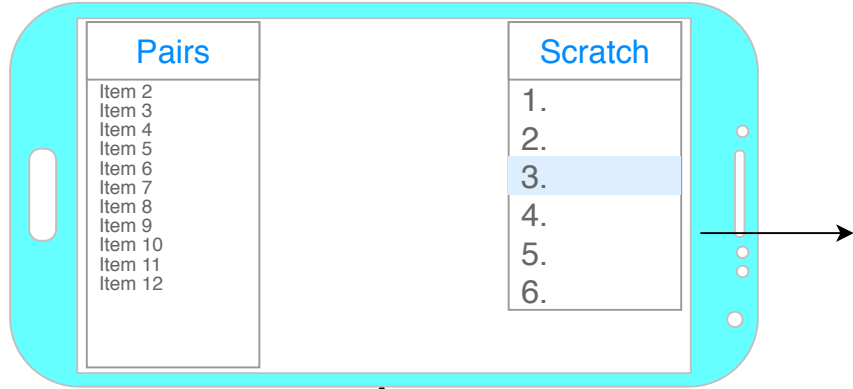 Pairs
Item 2
Item 3
Item 4
Item 5
Item 6
Item 7
Item 8
Item 9
Item 10
Item 11
Item 12
Scratch
1.
2.
3.
4.
5.
6.